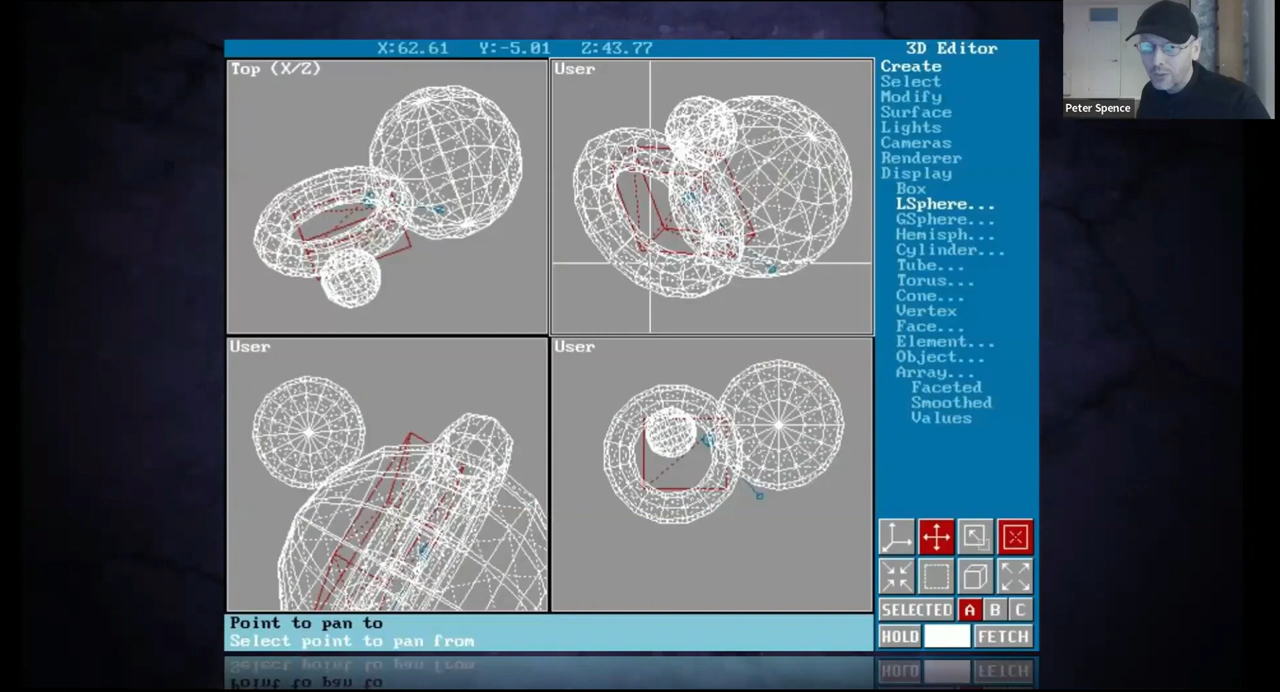 X:62.61 Y:-5.01 Z:43.77
3D Editor
Top (X/Z)
User
User
User
Create
Select
Modify
Surface
Lights
Cameras
Renderer
Display
Box
LSphere...
GSphere...
Hemisph...
Cylinder...
Tube...
Torus...
Cone...
Vertex
Face...
Element...
Object...
Array...
Faceted
Smoothed
Values
SELECTED A B C
HOLD FETCH
Point to pan to
Select point to pan from
Peter Spence